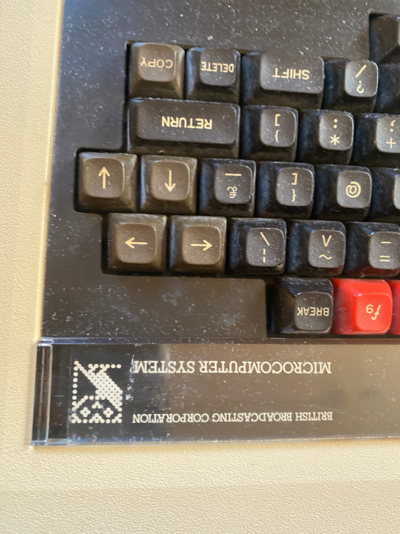 BRITISH BROADCASTING CORPORATION
MICROCOMPUTER SYSTEM
f9 BREAK
= - ~ ^ ¦ \ ← →
@ { [ £ _ ↑ ↓
+ ; * : } ] RETURN
? / SHIFT DELETE COPY